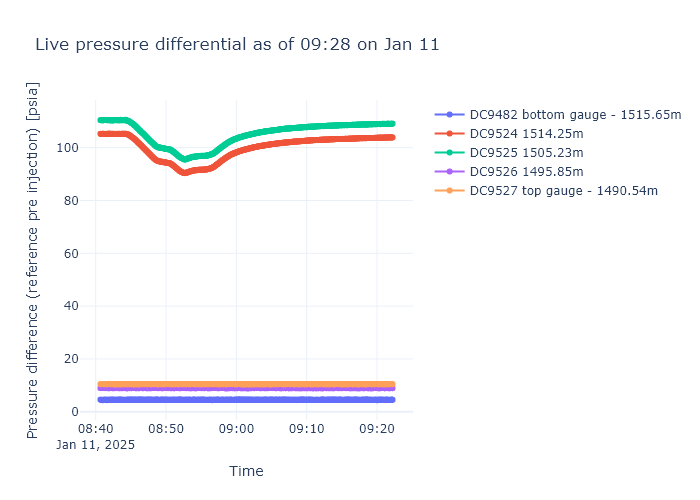 Live pressure differential as of 09:28 on Jan 11
Pressure difference (reference pre injection) [psia]
100
80
60
40
20
0
08:40
08:50
09:00
09:10
09:20
Jan 11, 2025
Time
DC9482 bottom gauge - 1515.65m
DC9524 1514.25m
DC9525 1505.23m
DC9526 1495.85m
DC9527 top gauge - 1490.54m